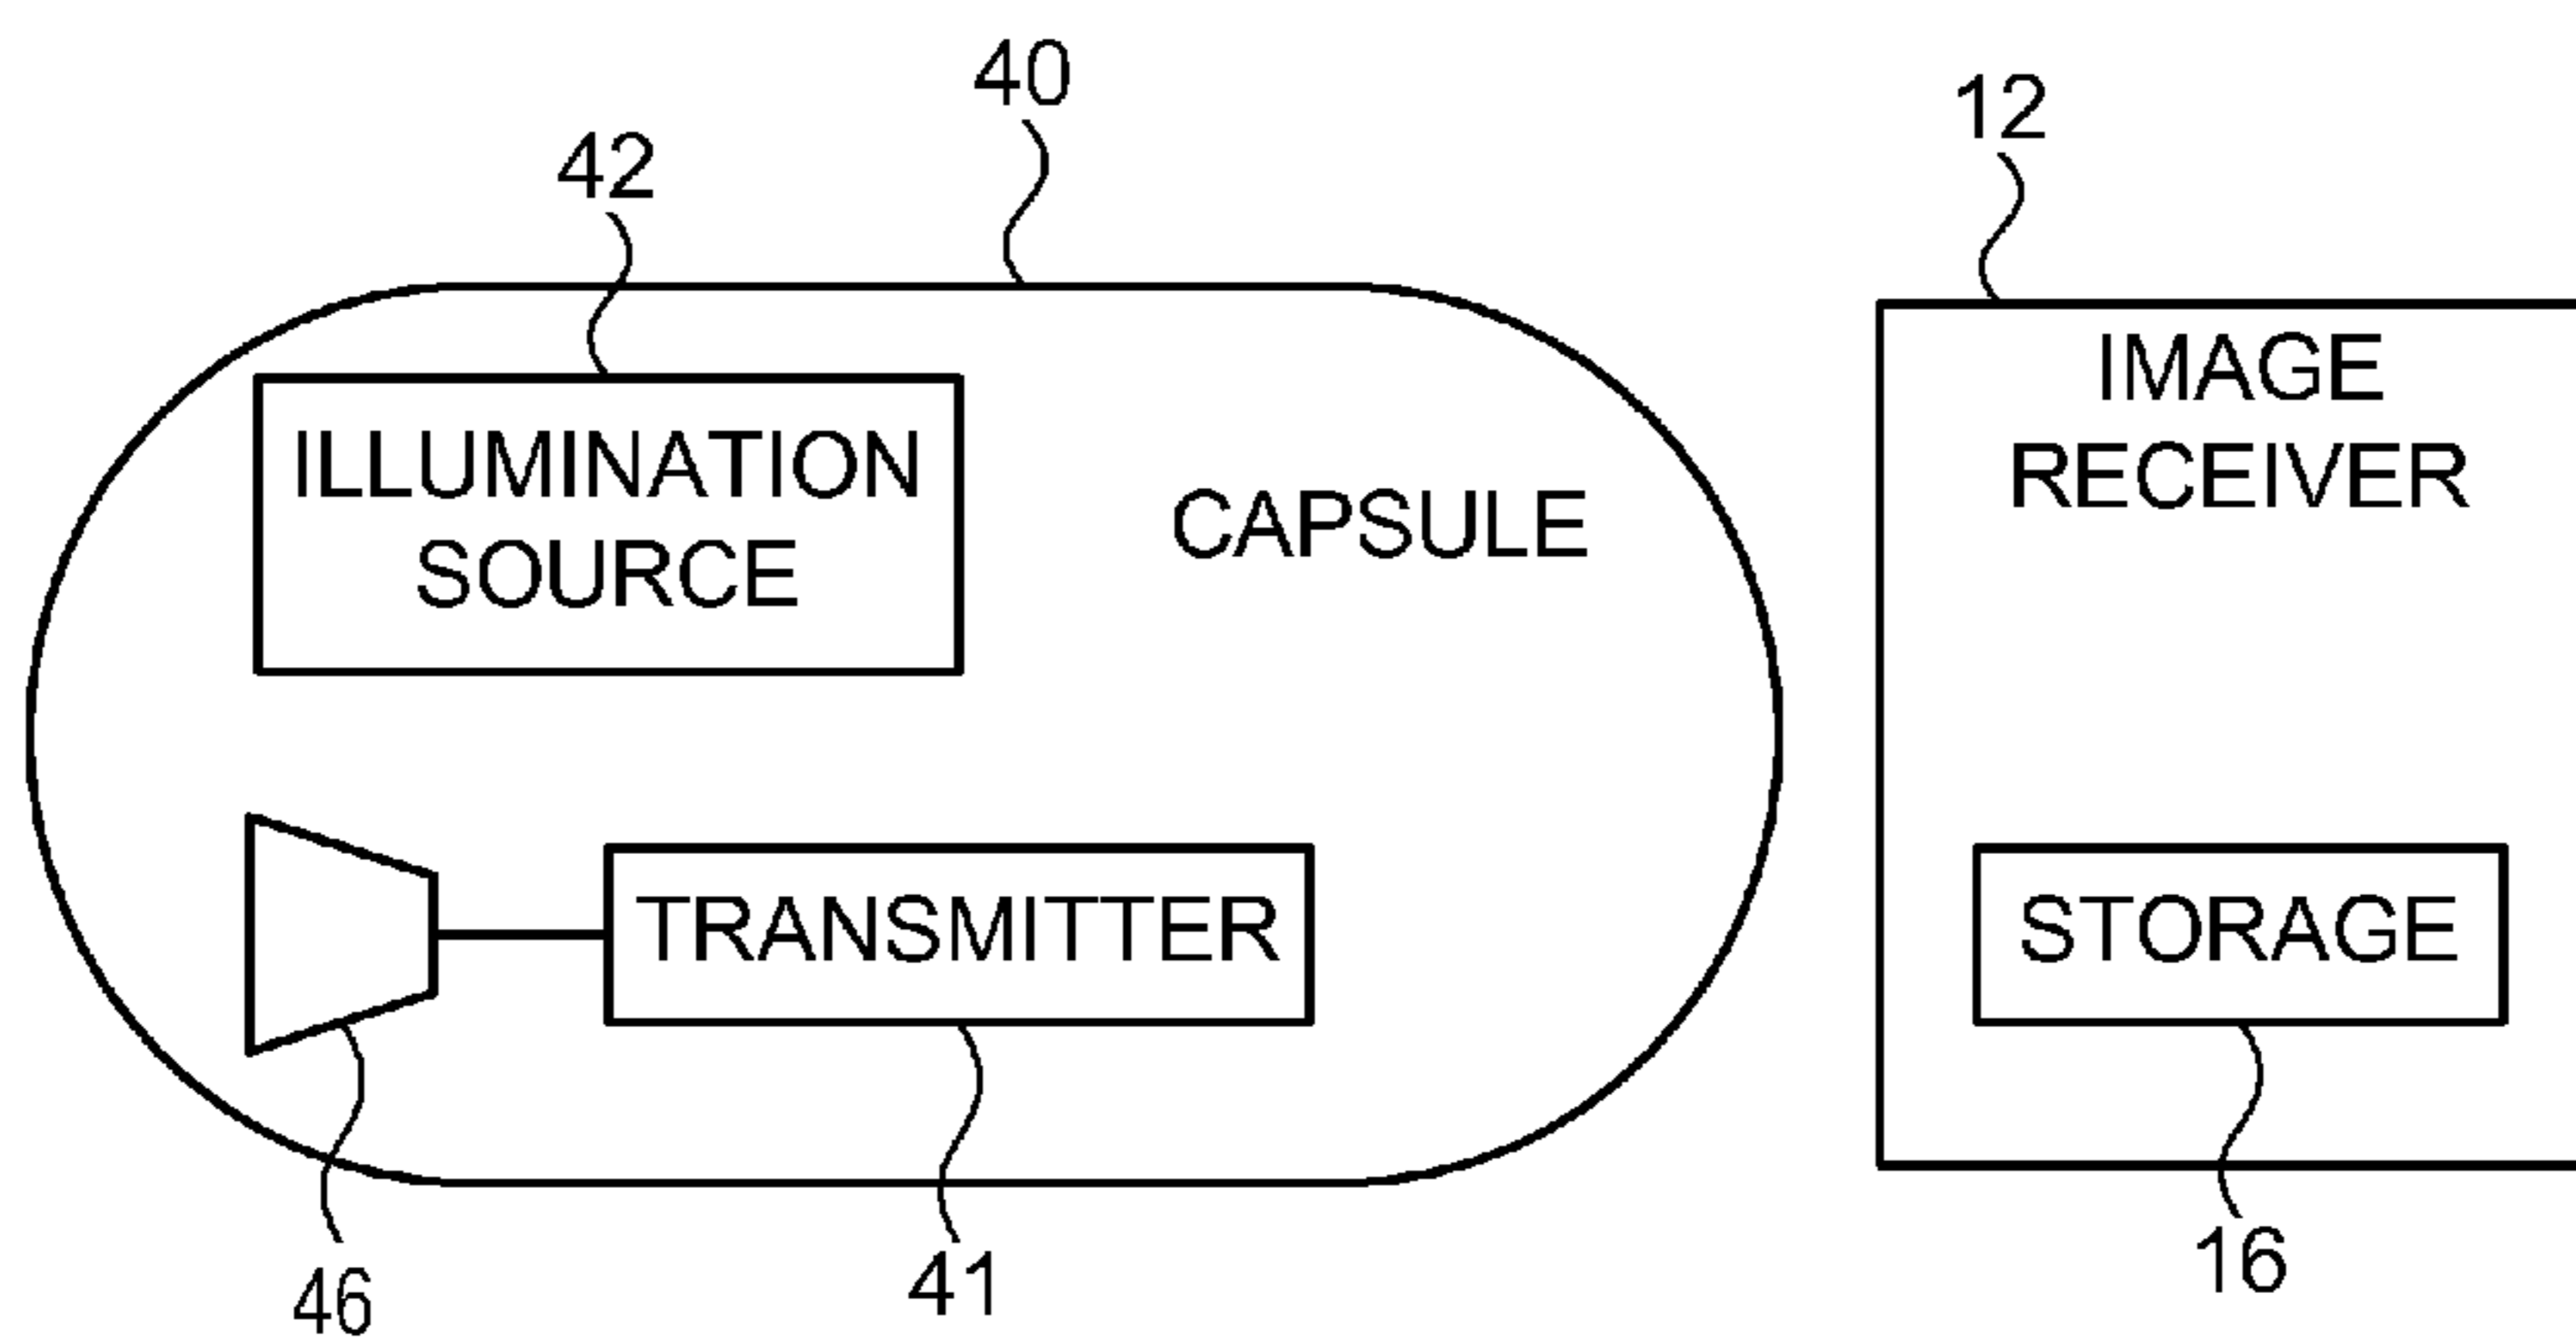 40
12
42
IMAGE
RECEIVER
ILLUMINATION
SOURCE
CAPSULE
TRANSMITTER
STORAGE
46
41
16